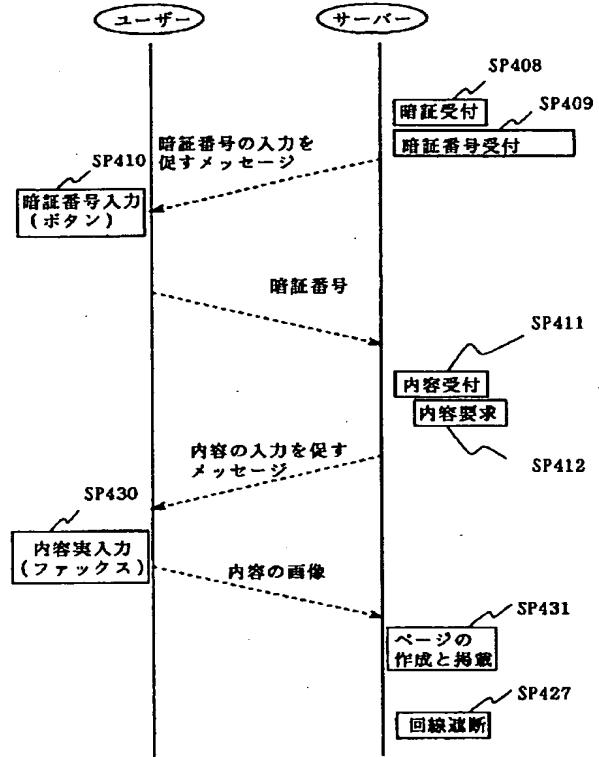 ユーザー
サーバー
SP408
暗証受付
SP409
暗証番号受付
暗証番号の入力を
促すメッセージ
SP410
暗証番号入力
(ボタン)
暗証番号
SP411
内容受付
内容要求
SP412
内容の入力を促す
メッセージ
SP430
内容実入力
(ファックス)
内容の画像
SP431
ページの
作成と掲載
SP427
回線遮断